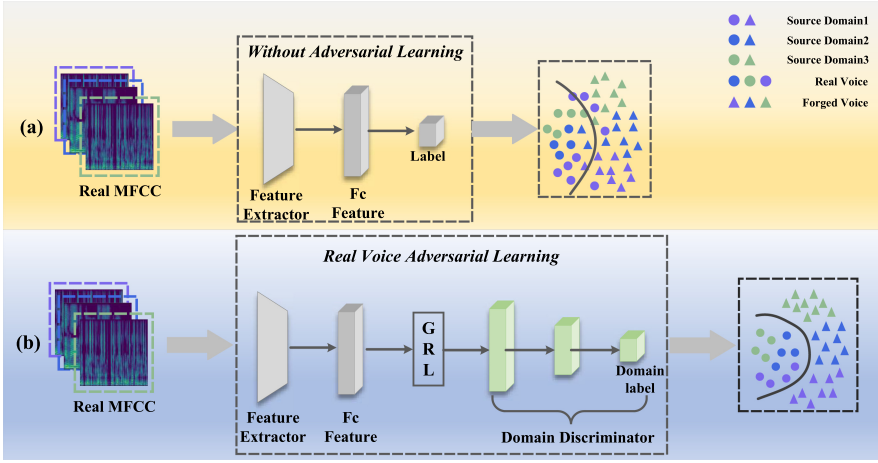 Source Domain1
Source Domain2
Source Domain3
Real Voice
Forged Voice
(a)
Real MFCC
Without Adversarial Learning
Feature
Extractor
Fc
Feature
Label
(b)
Real MFCC
Real Voice Adversarial Learning
Feature
Extractor
Fc
Feature
G
R
L
Domain
label
Domain Discriminator